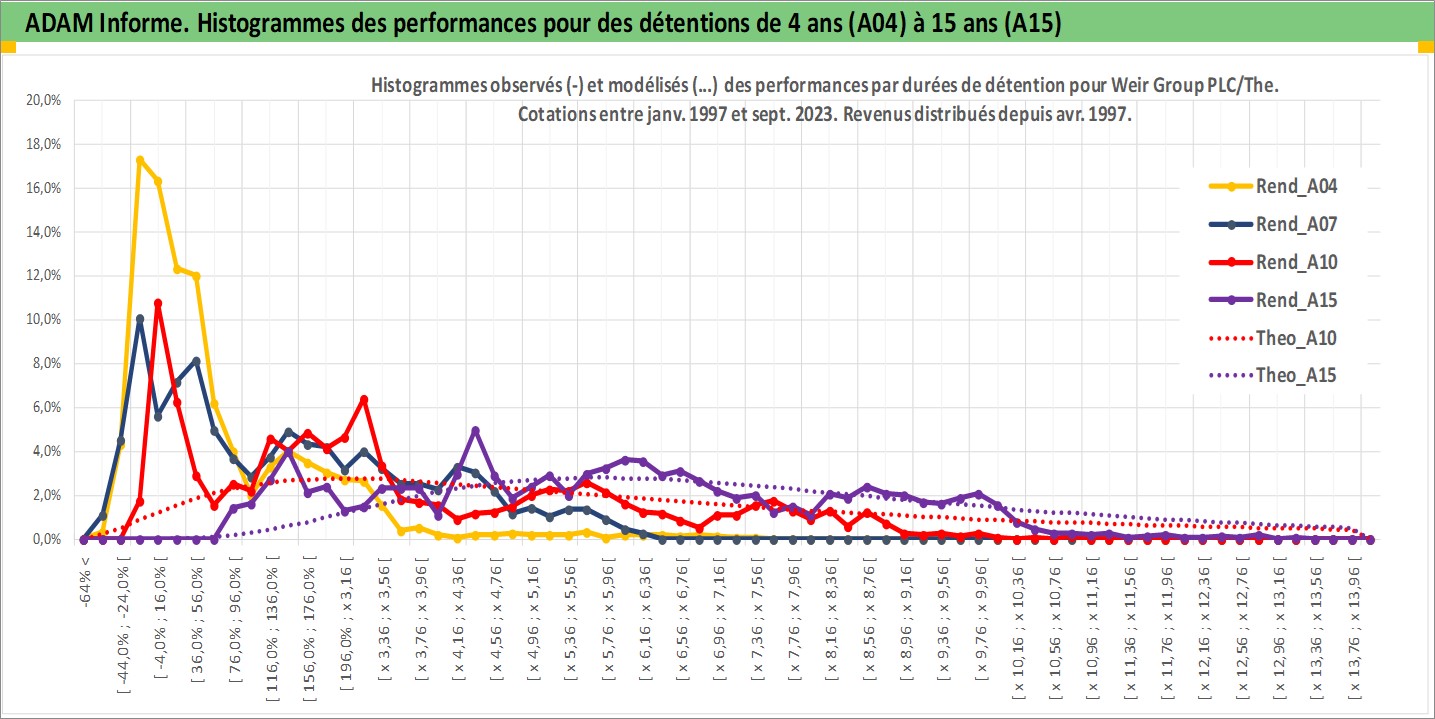 ADAM Informe. Histogrammes des performances pour des détentions de 4 ans (A04) à 15 ans (A15)
Histogrammes observés (-) et modélisés (...) des performances par durées de détention pour Weir Group PLC/The.
Cotations entre janv. 1997 et sept. 2023. Revenus distribués depuis avr. 1997.
20,0%
18,0%
16,0%
14,0%
12,0%
10,0%
8,0%
6,0%
4,0%
2,0%
0,0%
Rend_A04
Rend_A07
Rend_A10
Rend_A15
Theo_A10
Theo_A15
-64% <
[ -44,0% ; -24,0% [
[ -4,0% ; 16,0% [
[ 36,0% ; 56,0% [
[ 76,0% ; 96,0% [
[ 116,0% ; 136,0% [
[ 156,0% ; 176,0% [
[ 196,0% ; x 3,16 [
[ x 3,36 ; x 3,56 [
[ x 3,76 ; x 3,96 [
[ x 4,16 ; x 4,36 [
[ x 4,56 ; x 4,76 [
[ x 4,96 ; x 5,16 [
[ x 5,36 ; x 5,56 [
[ x 5,76 ; x 5,96 [
[ x 6,16 ; x 6,36 [
[ x 6,56 ; x 6,76 [
[ x 6,96 ; x 7,16 [
[ x 7,36 ; x 7,56 [
[ x 7,76 ; x 7,96 [
[ x 8,16 ; x 8,36 [
[ x 8,56 ; x 8,76 [
[ x 8,96 ; x 9,16 [
[ x 9,36 ; x 9,56 [
[ x 9,76 ; x 9,96 [
[ x 10,16 ; x 10,36 [
[ x 10,56 ; x 10,76 [
[ x 10,96 ; x 11,16 [
[ x 11,36 ; x 11,56 [
[ x 11,76 ; x 11,96 [
[ x 12,16 ; x 12,36 [
[ x 12,56 ; x 12,76 [
[ x 12,96 ; x 13,16 [
[ x 13,36 ; x 13,56 [
[ x 13,76 ; x 13,96 [